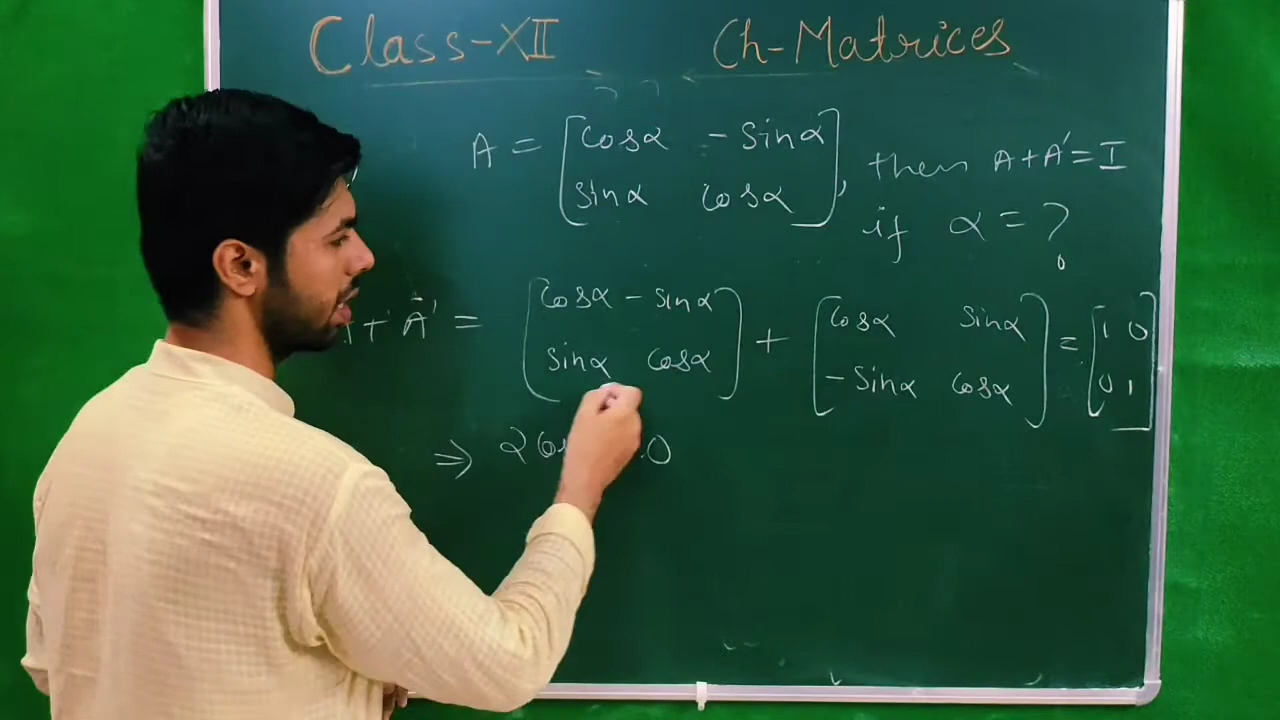 Class-XII Ch-Matrices
A = [cosα -sinα
sinα cosα], then A+A'=I
if α = ?
+ A' = [cosα - sinα
sinα cosα] + [cosα sinα
-sinα cosα] = [1 0
0 1]
⇒ 2 0